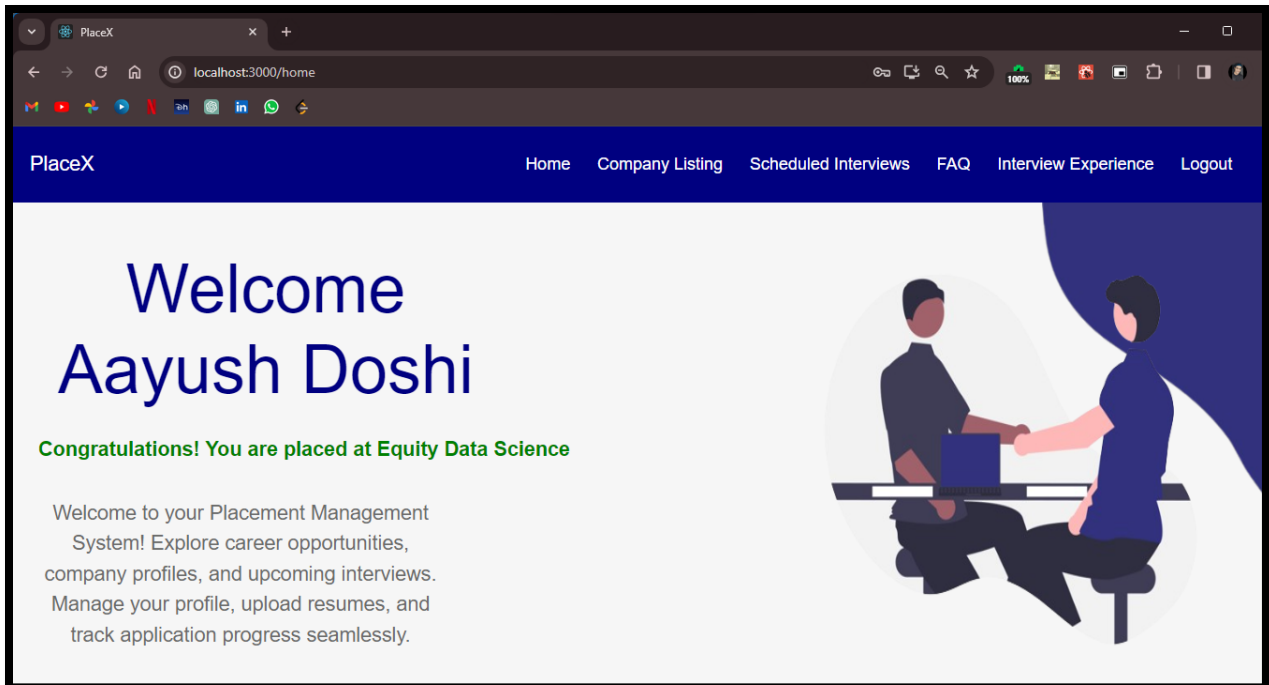 PlaceX
localhost:3000/home
100%
in
PlaceX
Home Company Listing Scheduled Interviews FAQ Interview Experience Logout
Welcome
Aayush Doshi
Congratulations! You are placed at Equity Data Science
Welcome to your Placement Management
System! Explore career opportunities,
company profiles, and upcoming interviews.
Manage your profile, upload resumes, and
track application progress seamlessly.